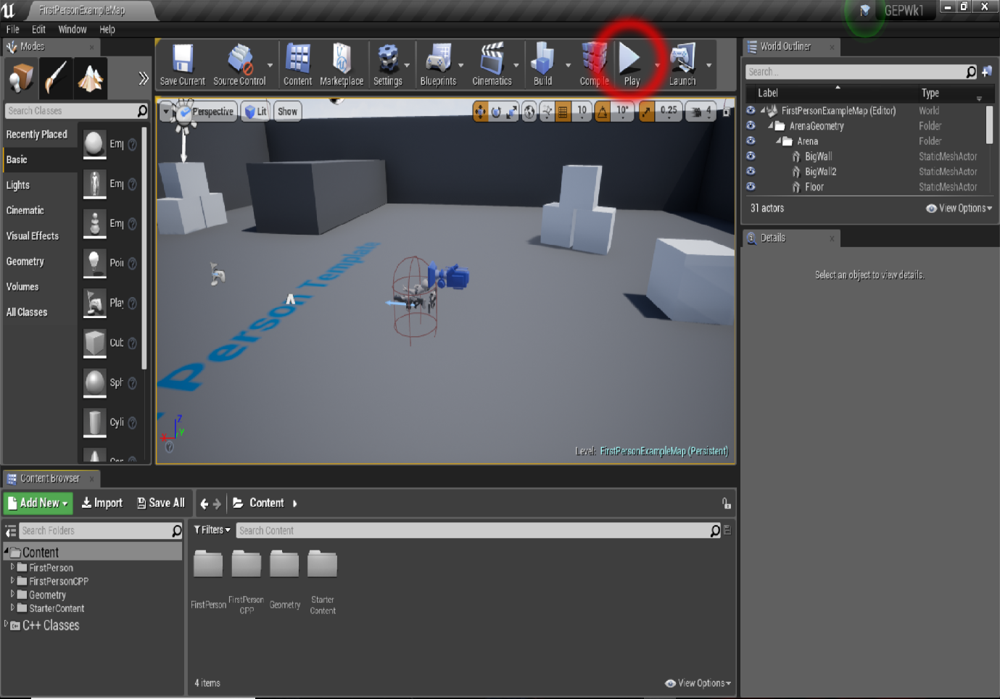 FirstPersonExampleMap
GEPWk1
File Edit Window Help
Modes
Save Current Source Control Content Marketplace Settings Blueprints Cinematics Build Compile Play Launch
World Outliner
Search...
Label Type
FirstPersonExampleMap (Editor) World
ArenaGeometry Folder
Arena Folder
BigWall StaticMeshActor
BigWall2 StaticMeshActor
Floor StaticMeshActor
31 actors View Options
Search Classes
Recently Placed
Basic
Lights
Cinematic
Visual Effects
Geometry
Volumes
All Classes
Emp
Emp
Emp
Poin
Play
Cub
Sph
Cyli
Perspective Lit Show
10 10° 0.25 4
Person Template
Z
Y
X
Level: FirstPersonExampleMap (Persistent)
Details
Select an object to view details.
Content Browser
Add New Import Save All Content
Search Folders
Filters Search Content
Content
FirstPerson
FirstPersonCPP
Geometry
StarterContent
C++ Classes
FirstPerson
FirstPerson
CPP
Geometry
Starter
Content
4 items View Options